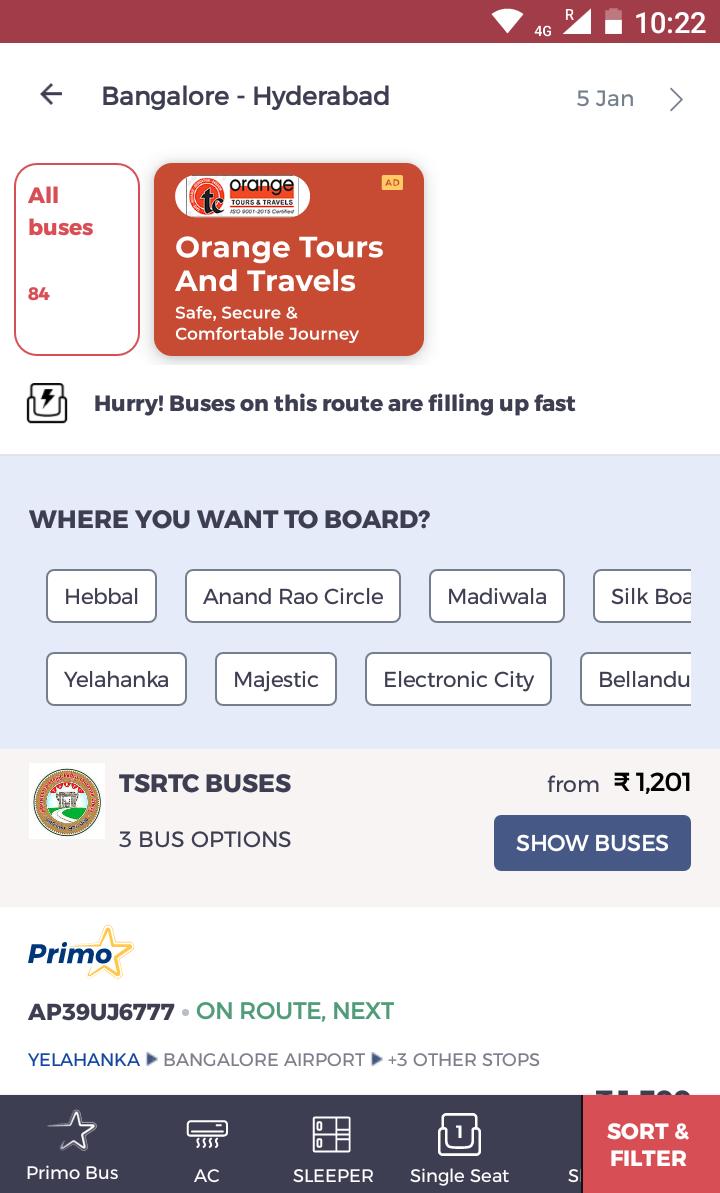 4G R 10:22
Bangalore - Hyderabad 5 Jan
All
buses
84
orange
tc
TOURS & TRAVELS
ISO 9001-2015 Certified
AD
Orange Tours
And Travels
Safe, Secure &
Comfortable Journey
Hurry! Buses on this route are filling up fast
WHERE YOU WANT TO BOARD?
Hebbal Anand Rao Circle Madiwala Silk Boa
Yelahanka Majestic Electronic City Bellandu
TSRTC BUSES from ₹ 1,201
3 BUS OPTIONS SHOW BUSES
Primo
AP39UJ6777 • ON ROUTE, NEXT
YELAHANKA ▶ BANGALORE AIRPORT ▶ +3 OTHER STOPS
Primo Bus AC SLEEPER 1 Single Seat
SORT &
FILTER